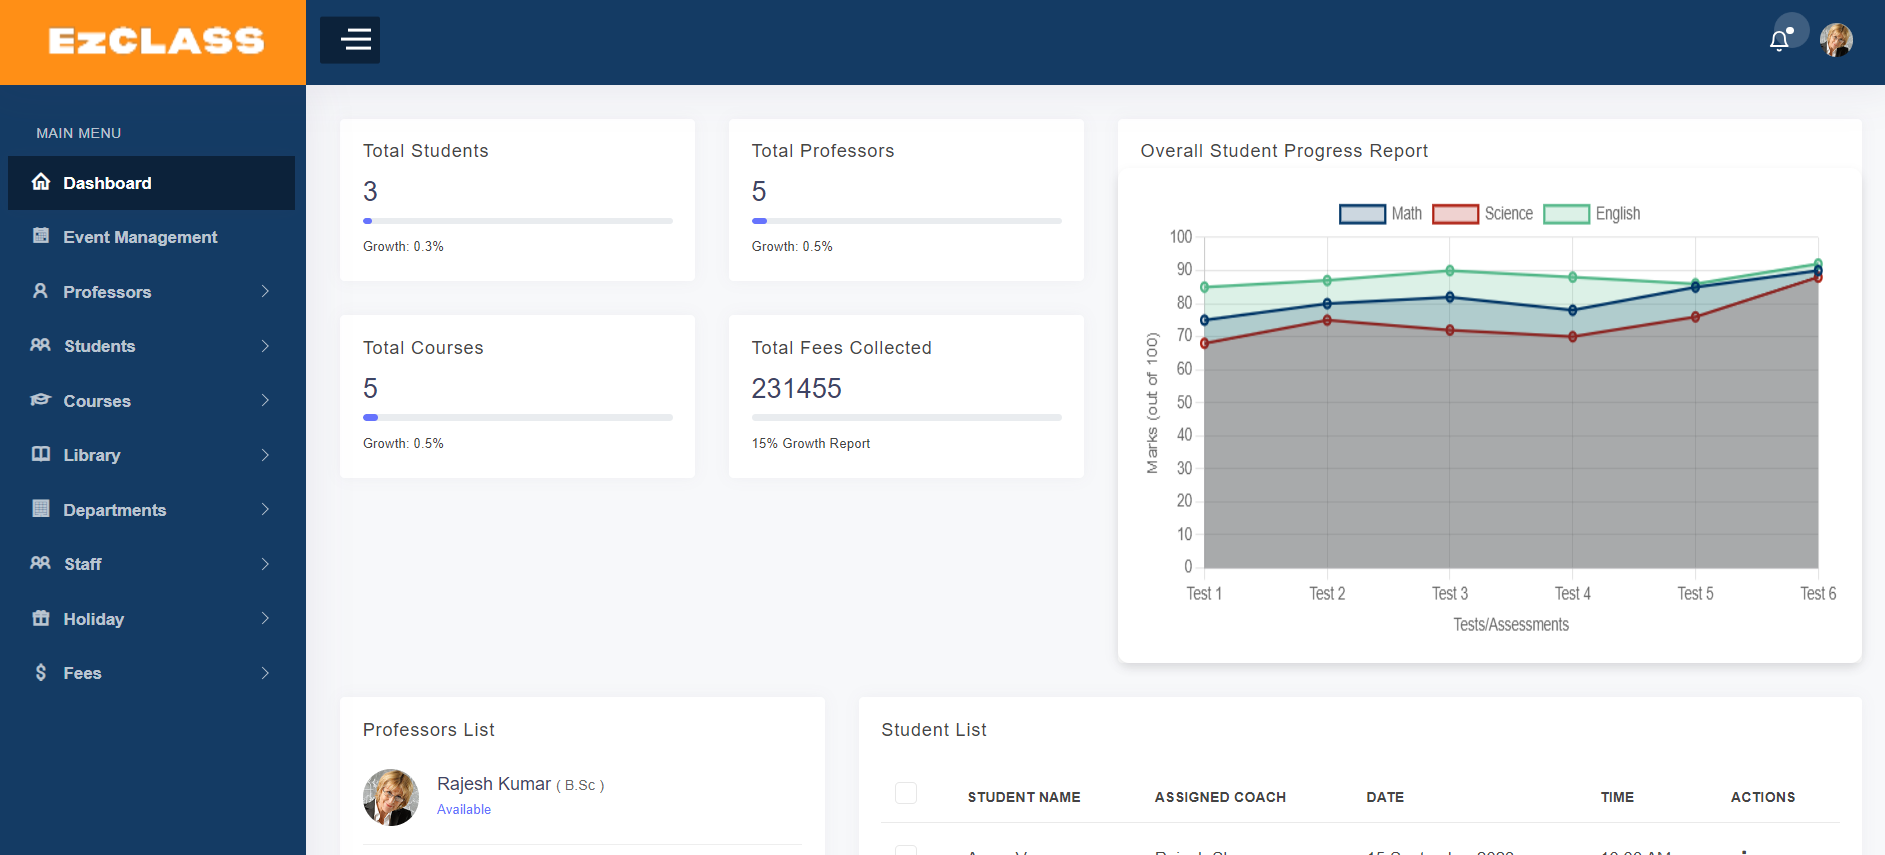 EzCLASS
MAIN MENU
Dashboard
Event Management
Professors
Students
Courses
Library
Departments
Staff
Holiday
Fees
Total Students
3
Growth: 0.3%
Total Professors
5
Growth: 0.5%
Total Courses
5
Growth: 0.5%
Total Fees Collected
231455
15% Growth Report
Overall Student Progress Report
Math Science English
100
90
80
70
60
50
40
30
20
10
0
Marks (out of 100)
Test 1 Test 2 Test 3 Test 4 Test 5 Test 6
Tests/Assessments
Professors List
Rajesh Kumar ( B.Sc )
Available
Student List
STUDENT NAME ASSIGNED COACH DATE TIME ACTIONS